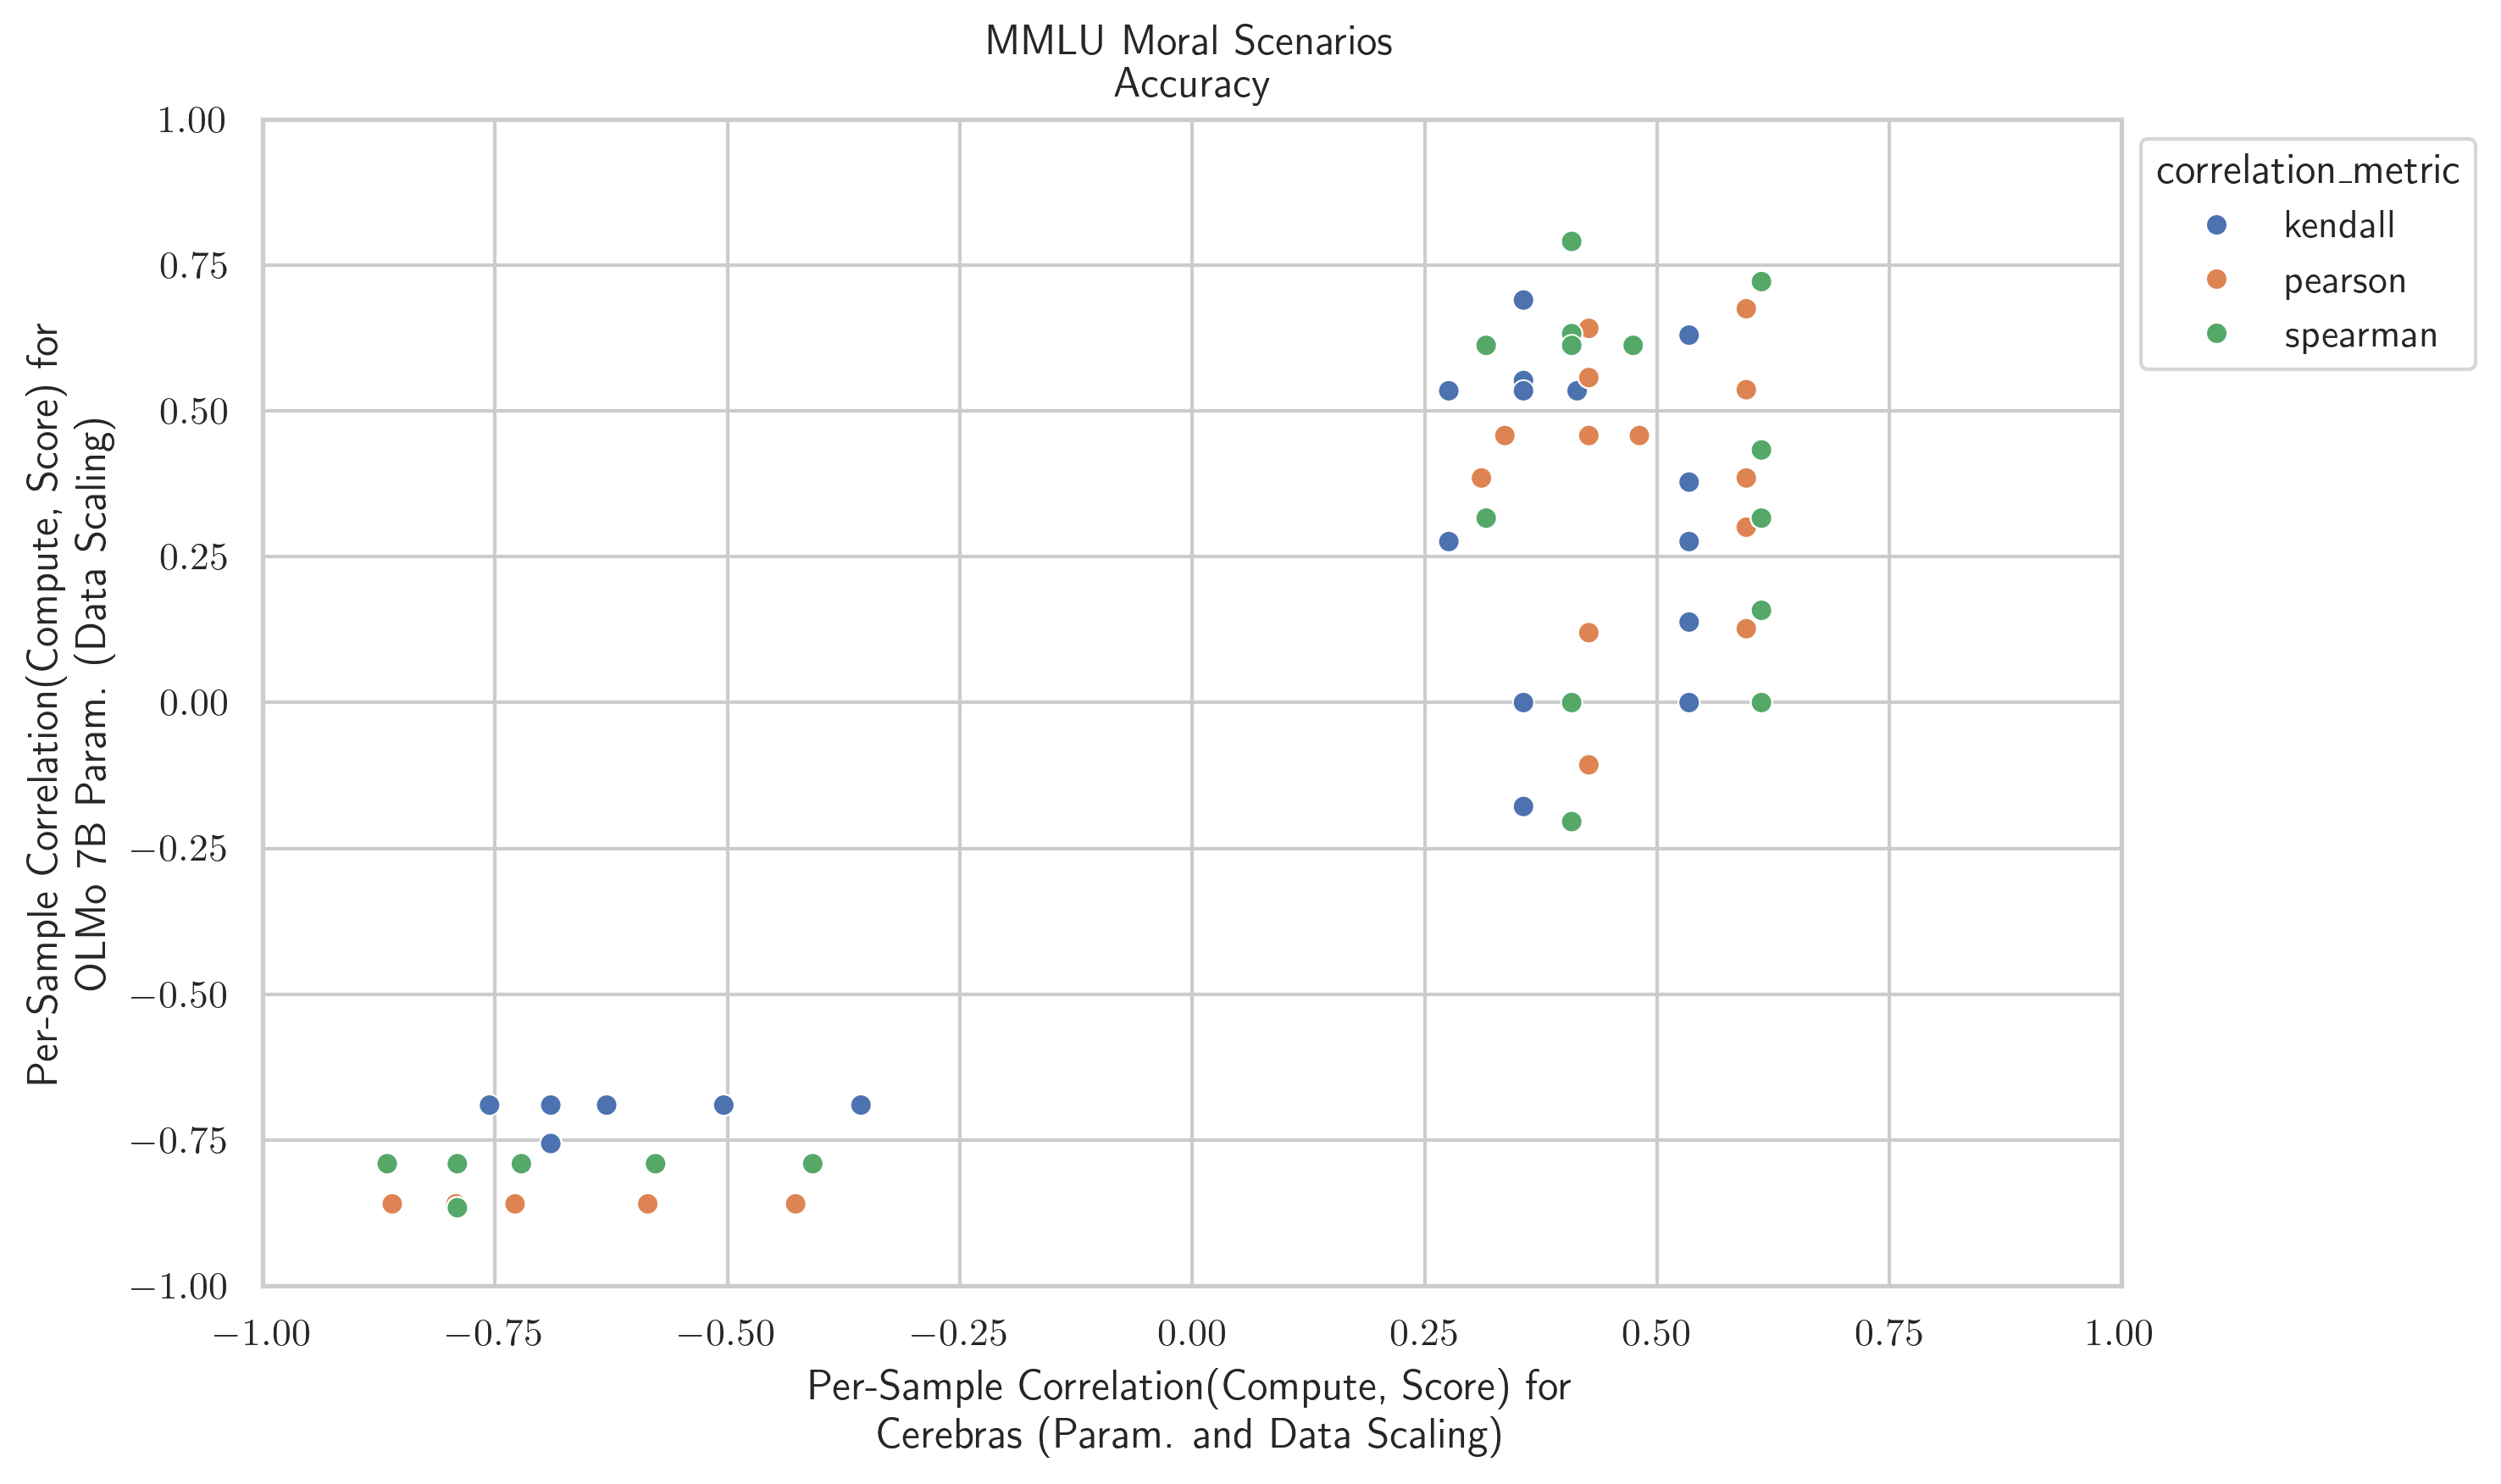 MMLU Moral Scenarios
Accuracy
Per-Sample Correlation(Compute, Score) for
OLMo 7B Param. (Data Scaling)
1.00
0.75
0.50
0.25
0.00
−0.25
−0.50
−0.75
−1.00
−1.00 −0.75 −0.50 −0.25 0.00 0.25 0.50 0.75 1.00
Per-Sample Correlation(Compute, Score) for
Cerebras (Param. and Data Scaling)
correlation_metric
kendall
pearson
spearman